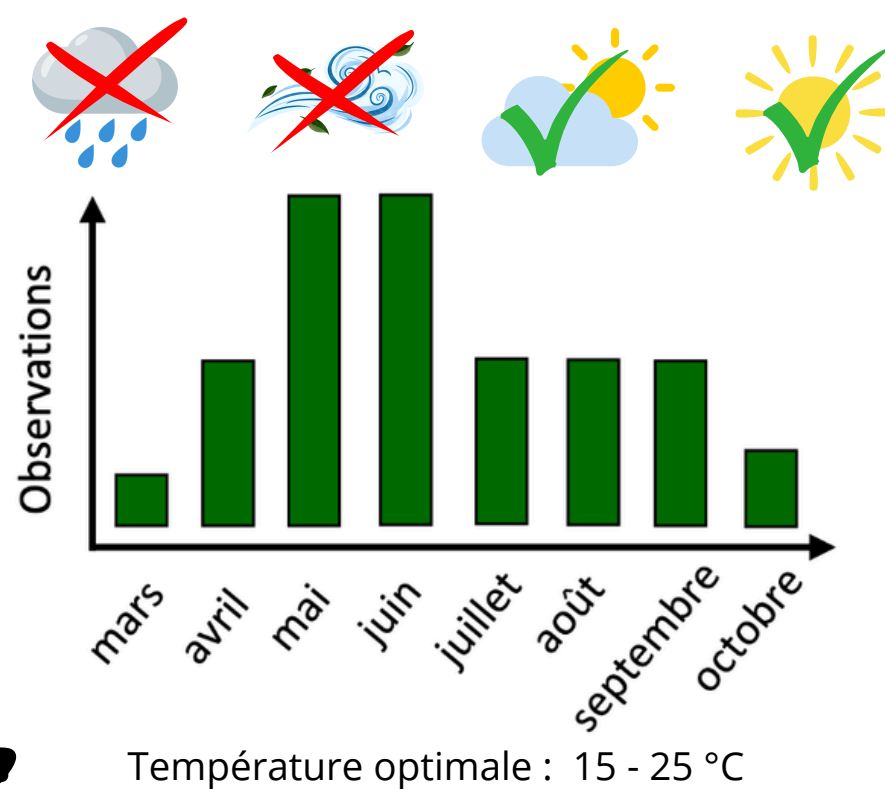 Observations
mars
avril
mai
juin
juillet
août
septembre
octobre
Température optimale : 15 - 25 °C